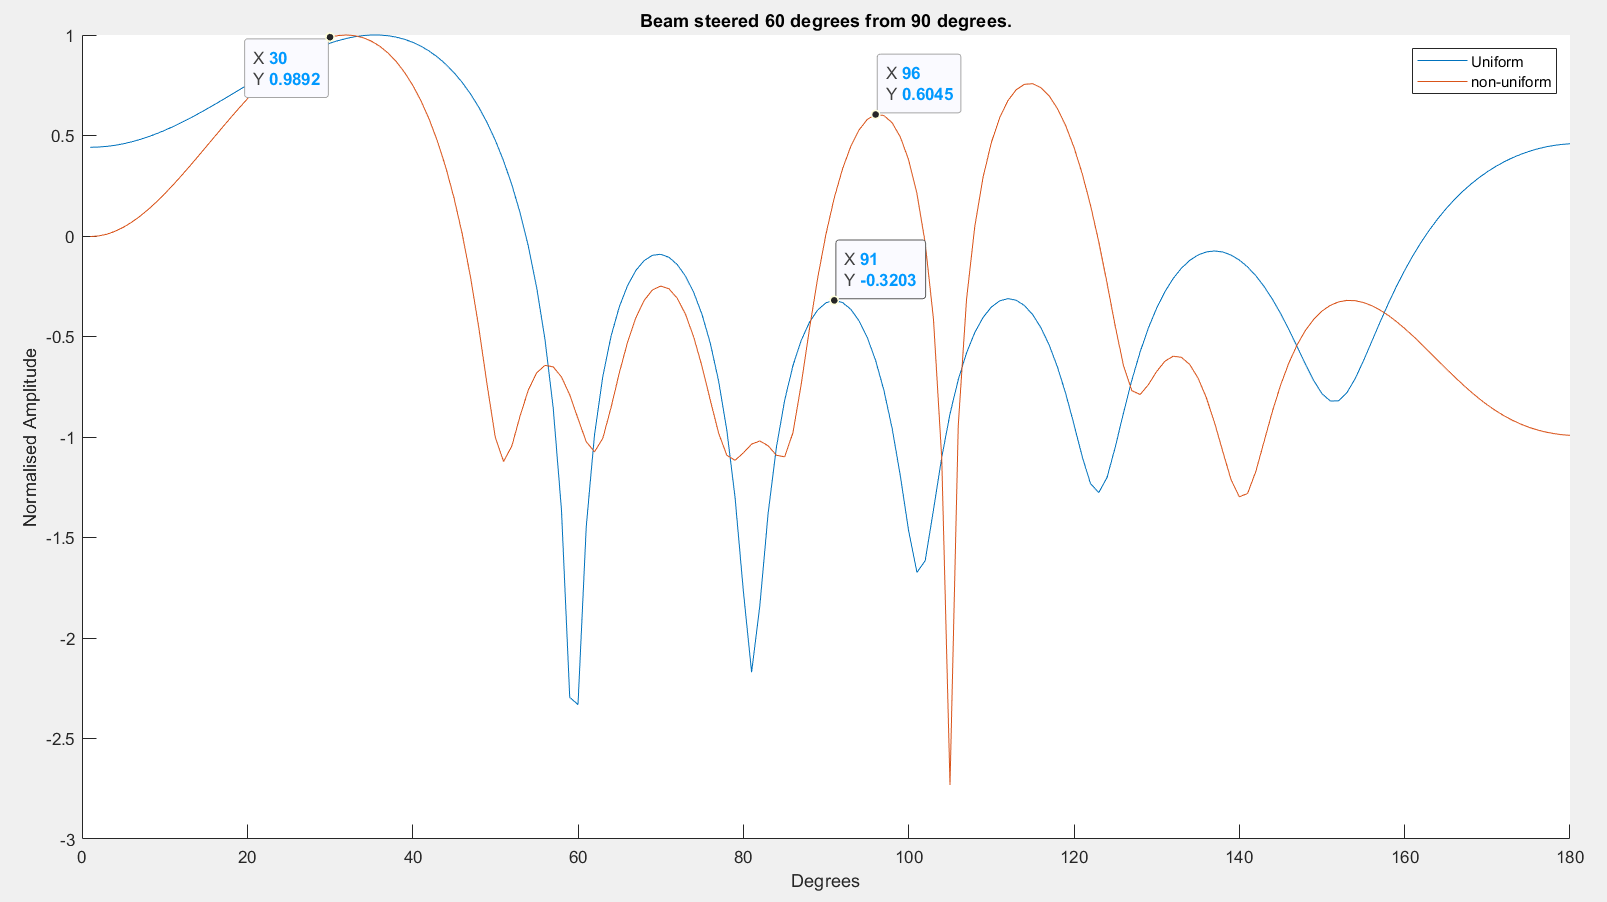 Beam steered 60 degrees from 90 degrees.
Uniform
non-uniform
X 30
Y 0.9892
X 96
Y 0.6045
X 91
Y -0.3203
Normalised Amplitude
1
0.5
0
-0.5
-1
-1.5
-2
-2.5
-3
0 20 40 60 80 100 120 140 160 180
Degrees